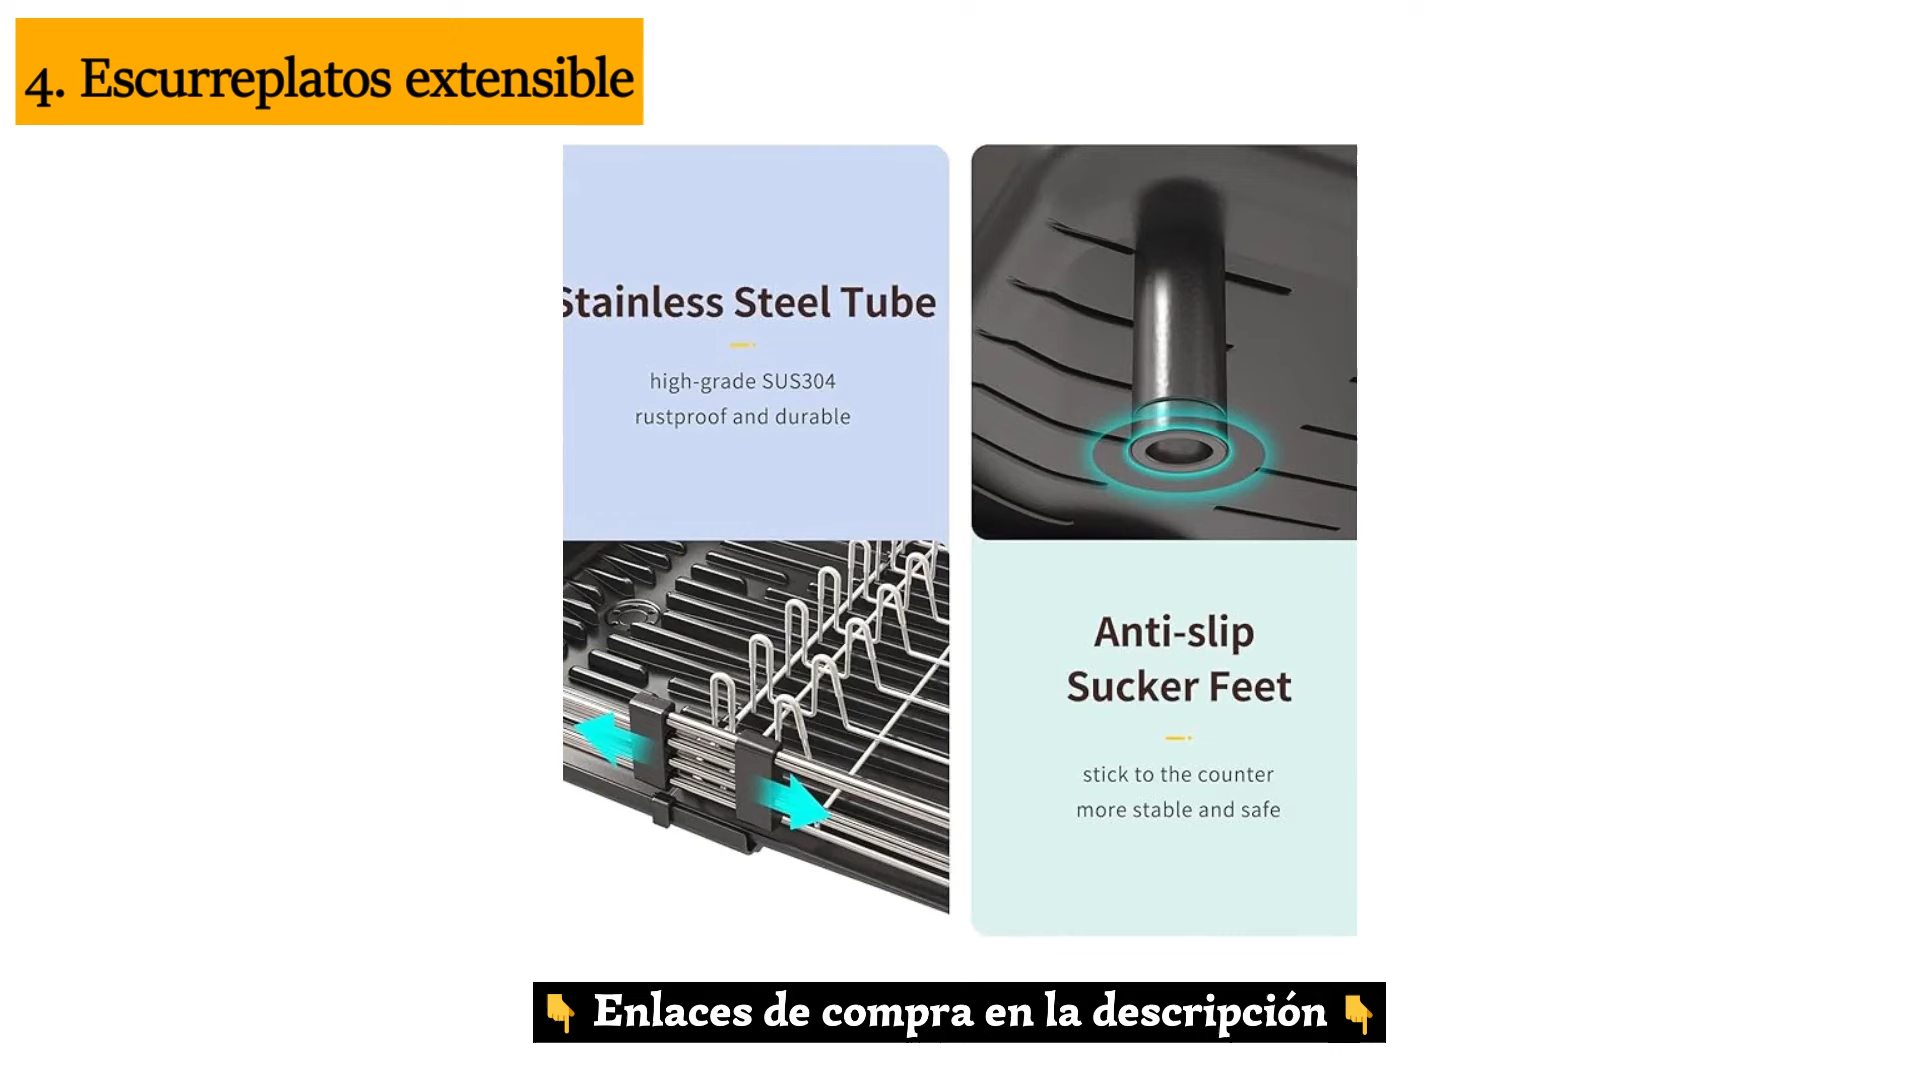 4. Escurreplatos extensible
Stainless Steel Tube
high-grade SUS304
rustproof and durable
Anti-slip
Sucker Feet
stick to the counter
more stable and safe
👇 Enlaces de compra en la descripción 👇